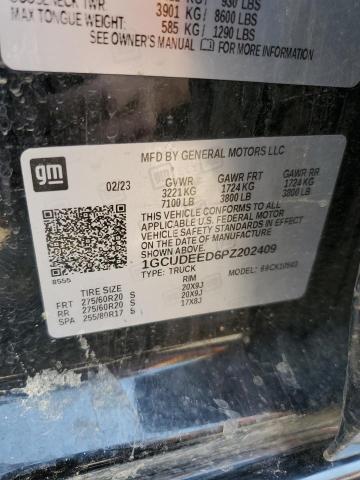 930 LBS
3901 KG / 8600 LBS
MAX TONGUE WEIGHT: 585 KG / 1290 LBS
SEE OWNER'S MANUAL FOR MORE INFORMATION
gm
MFD BY GENERAL MOTORS LLC
02/23
GVWR GAWR FRT GAWR RR
3221 KG 1724 KG 1724 KG
7100 LB 3800 LB 3800 LB
THIS VEHICLE CONFORMS TO ALL
APPLICABLE U.S. FEDERAL MOTOR
VEHICLE SAFETY STANDARDS IN EFFECT
ON THE DATE OF MANUFACTURE SHOWN ABOVE.
1GCUDEED6PZ202409
8555
TYPE: TRUCK MODEL:
TIRE SIZE RIM
FRT 275/60R20 S 20X9J
RR 275/60R20 S 20X9J
SPA 255/80R17 S 17X8J